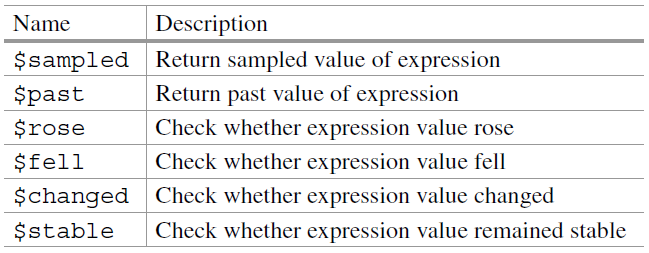 Name Description
$sampled Return sampled value of expression
$past Return past value of expression
$rose Check whether expression value rose
$fell Check whether expression value fell
$changed Check whether expression value changed
$stable Check whether expression value remained stable